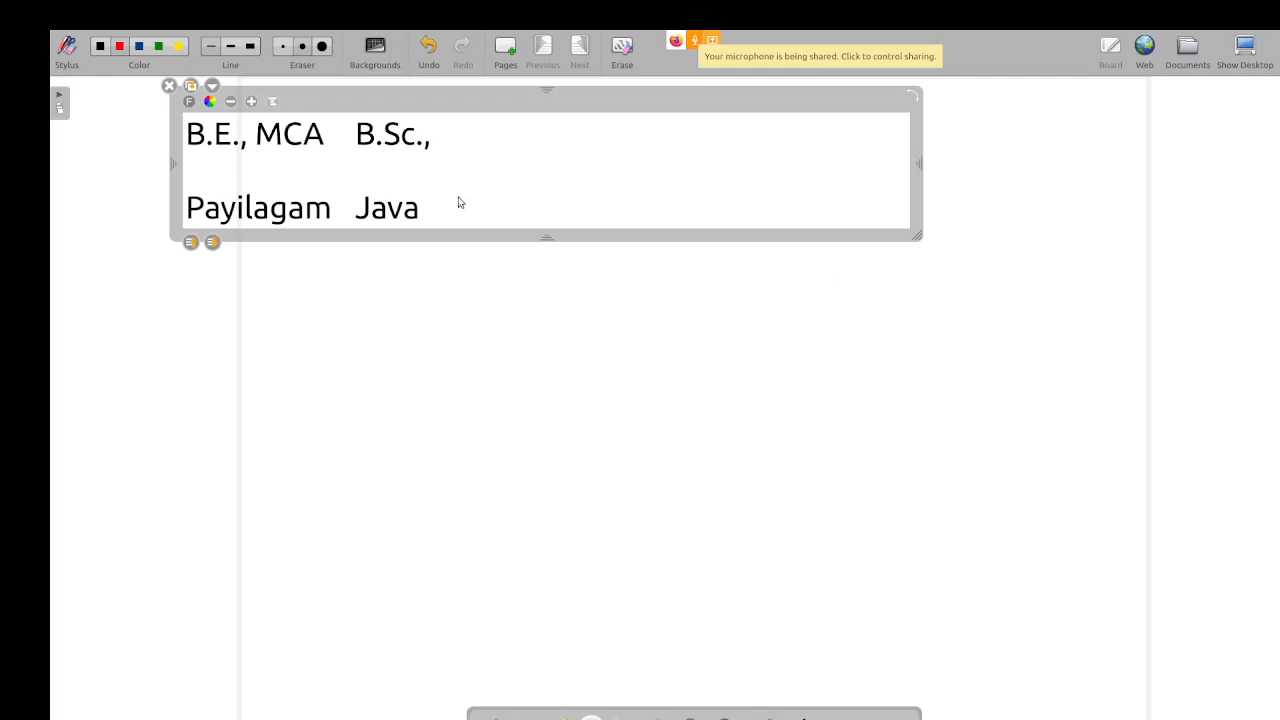 Stylus Color Line Eraser Backgrounds Undo Redo Pages Previous Next Erase Board Web Documents Show Desktop
Your microphone is being shared. Click to control sharing.
F
B.E., MCA B.Sc.,
Payilagam Java